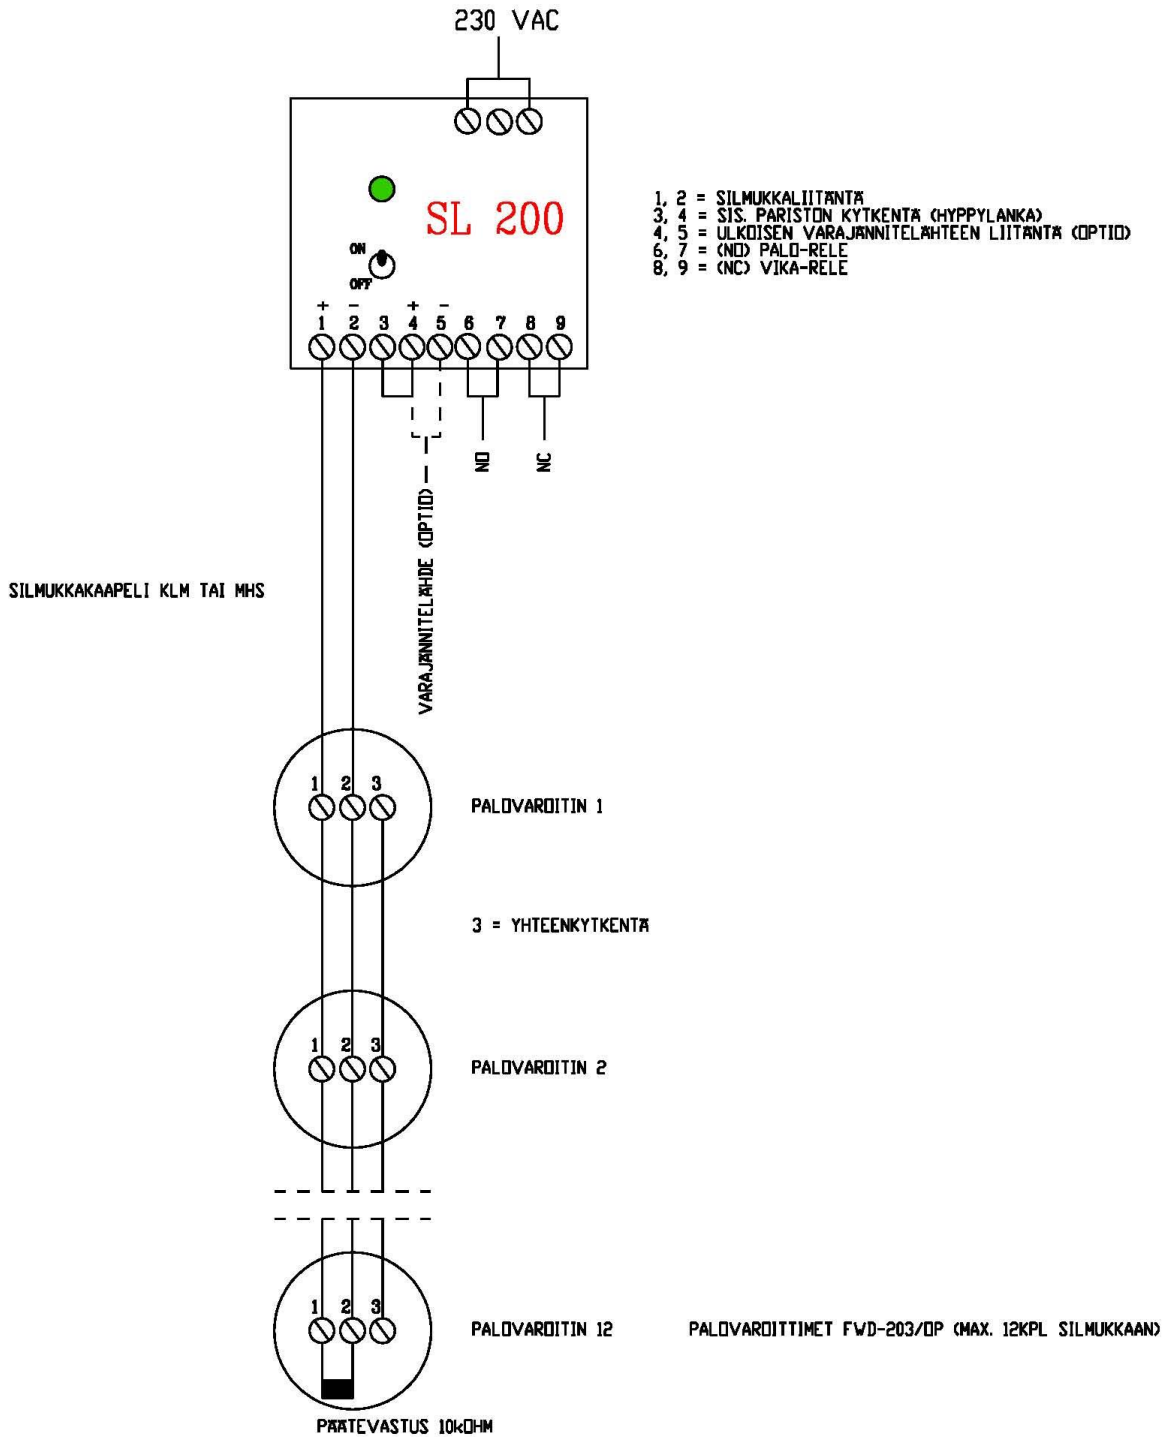 230 VAC
SL 200
ON
OFF
+ - + -
1 2 3 4 5 6 7 8 9
1, 2 = SILMUKKALIITÄNTÄ
3, 4 = SIS. PARISTON KYTKENTÄ (HYPPYLANKA)
4, 5 = ULKOISEN VARAJÄNNITELÄHTEEN LIITÄNTÄ (OPTIO)
6, 7 = (NO) PALO-RELE
8, 9 = (NC) VIKA-RELE
NO
NC
VARAJÄNNITELÄHDE (OPTIO)
SILMUKKAKAAPELI KLM TAI MHS
1 2 3
PALOVAROITIN 1
3 = YHTEENKYTKENTÄ
1 2 3
PALOVAROITIN 2
1 2 3
PALOVAROITIN 12
PALOVAROITTIMET FWD-203/OP (MAX. 12KPL SILMUKKAAN)
PÄÄTEVASTUS 10kOHM